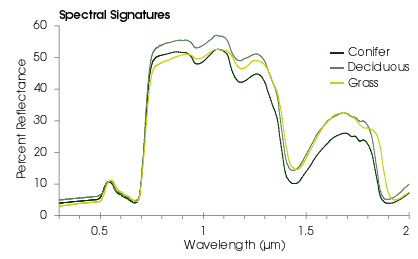 Spectral Signatures
60
50
40
30
20
10
0
Percent Reflectance
Conifer
Deciduous
Grass
0.5 1 1.5 2
Wavelength (µm)